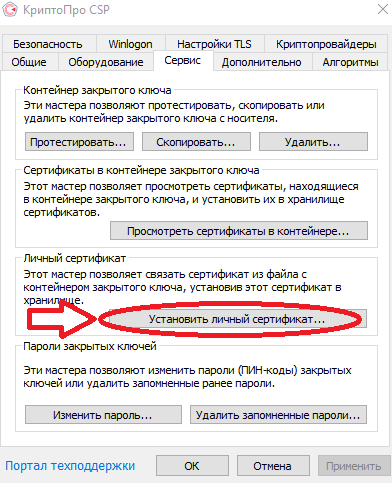 КриптоПро CSP
Безопасность Winlogon Настройки TLS Криптопровайдеры
Общие Оборудование Сервис Дополнительно Алгоритмы
Контейнер закрытого ключа
Эти мастера позволяют протестировать, скопировать или
удалить контейнер закрытого ключа с носителя.
Протестировать... Скопировать... Удалить...
Сертификаты в контейнере закрытого ключа
Этот мастер позволяет просмотреть сертификаты, находящиеся
в контейнере закрытого ключа, и установить их в хранилище
сертификатов.
Просмотреть сертификаты в контейнере...
Личный сертификат
Этот мастер позволяет связать сертификат из файла с
контейнером закрытого ключа, установив этот сертификат в
хранилище.
Установить личный сертификат...
Пароли закрытых ключей
Эти мастера позволяют изменить пароли (ПИН-коды) закрытых
ключей или удалить запомненные ранее пароли.
Изменить пароль... Удалить запомненные пароли...
Портал техподдержки ОК Отмена Применить